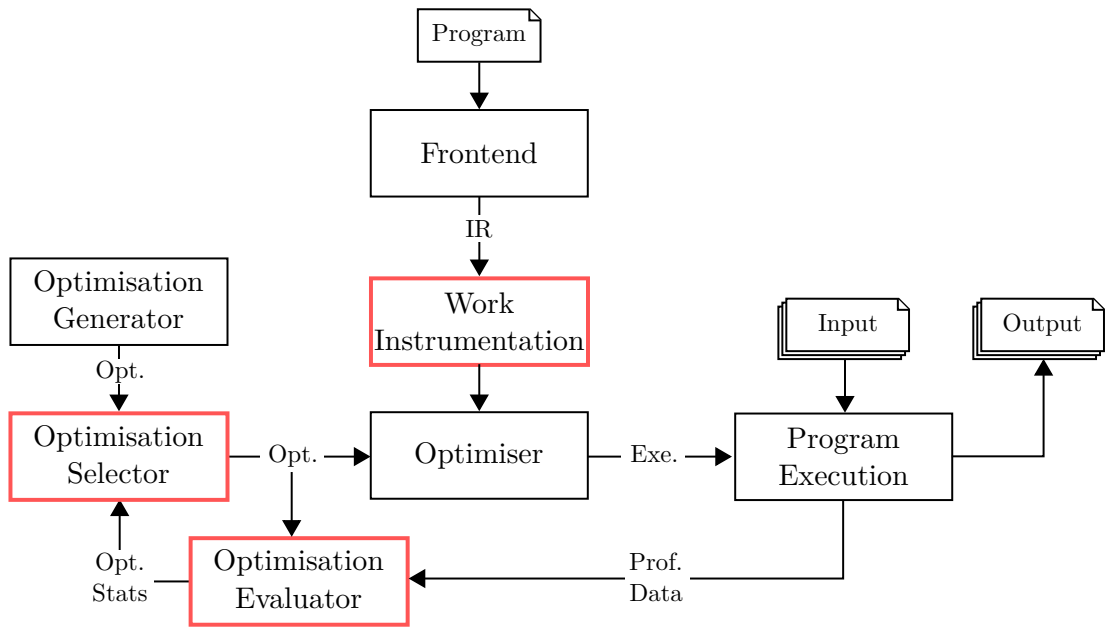 Program
Frontend
IR
Optimisation
Generator
Work
Instrumentation
Input
Output
Opt.
Optimisation
Selector
Opt.
Optimiser
Exe.
Program
Execution
Opt.
Stats
Optimisation
Evaluator
Prof.
Data